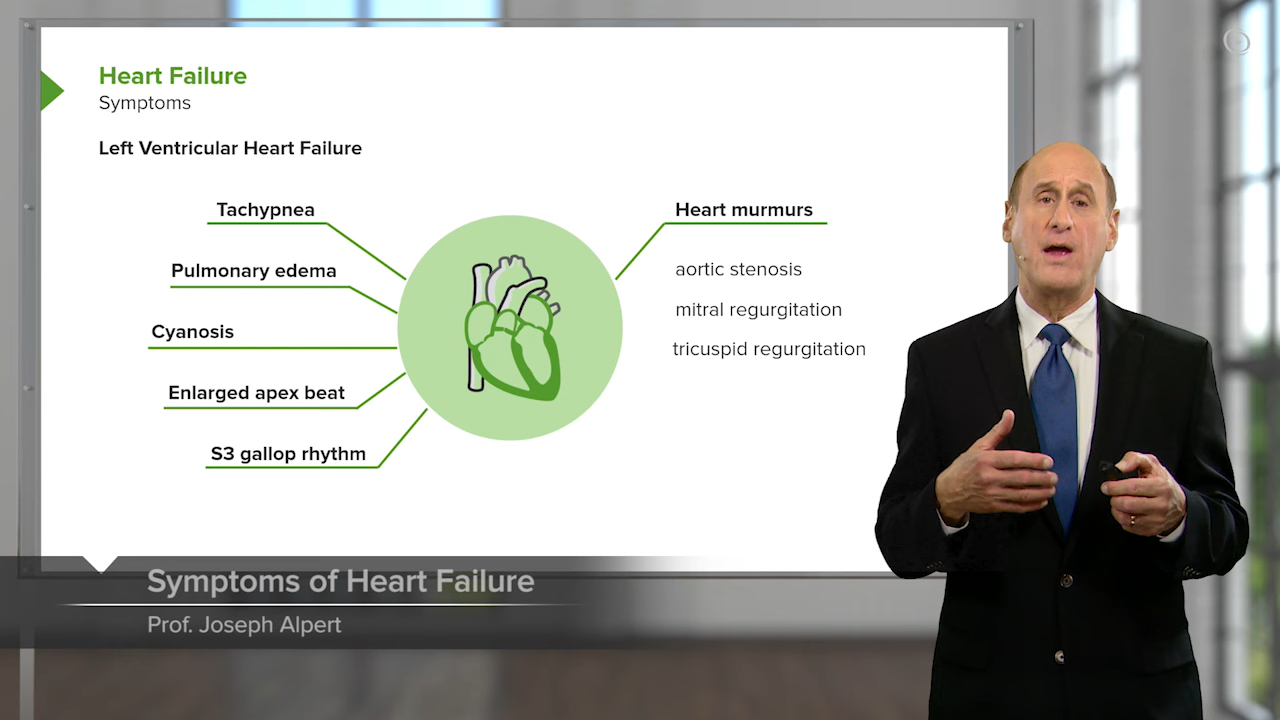 Heart Failure
Symptoms
Left Ventricular Heart Failure
Tachypnea
Pulmonary edema
Cyanosis
Enlarged apex beat
S3 gallop rhythm
Heart murmurs
aortic stenosis
mitral regurgitation
tricuspid regurgitation
Symptoms of Heart Failure
Prof. Joseph Alpert